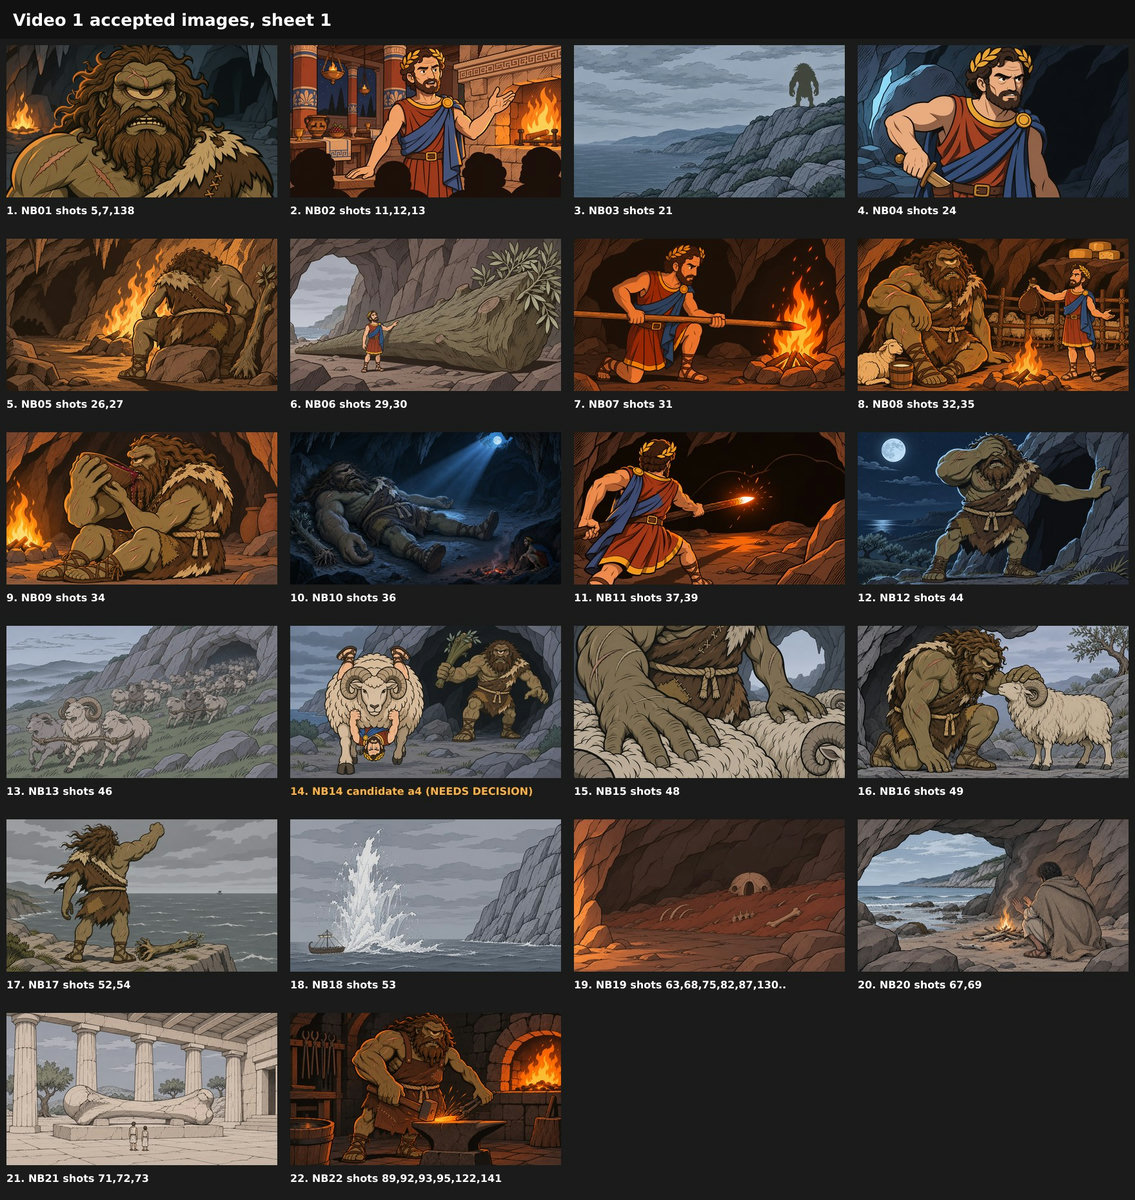 Video 1 accepted images, sheet 1
1. NB01 shots 5,7,138
2. NB02 shots 11,12,13
3. NB03 shots 21
4. NB04 shots 24
5. NB05 shots 26,27
6. NB06 shots 29,30
7. NB07 shots 31
8. NB08 shots 32,35
9. NB09 shots 34
10. NB10 shots 36
11. NB11 shots 37,39
12. NB12 shots 44
13. NB13 shots 46
14. NB14 candidate a4 (NEEDS DECISION)
15. NB15 shots 48
16. NB16 shots 49
17. NB17 shots 52,54
18. NB18 shots 53
19. NB19 shots 63,68,75,82,87,130..
20. NB20 shots 67,69
21. NB21 shots 71,72,73
22. NB22 shots 89,92,93,95,122,141